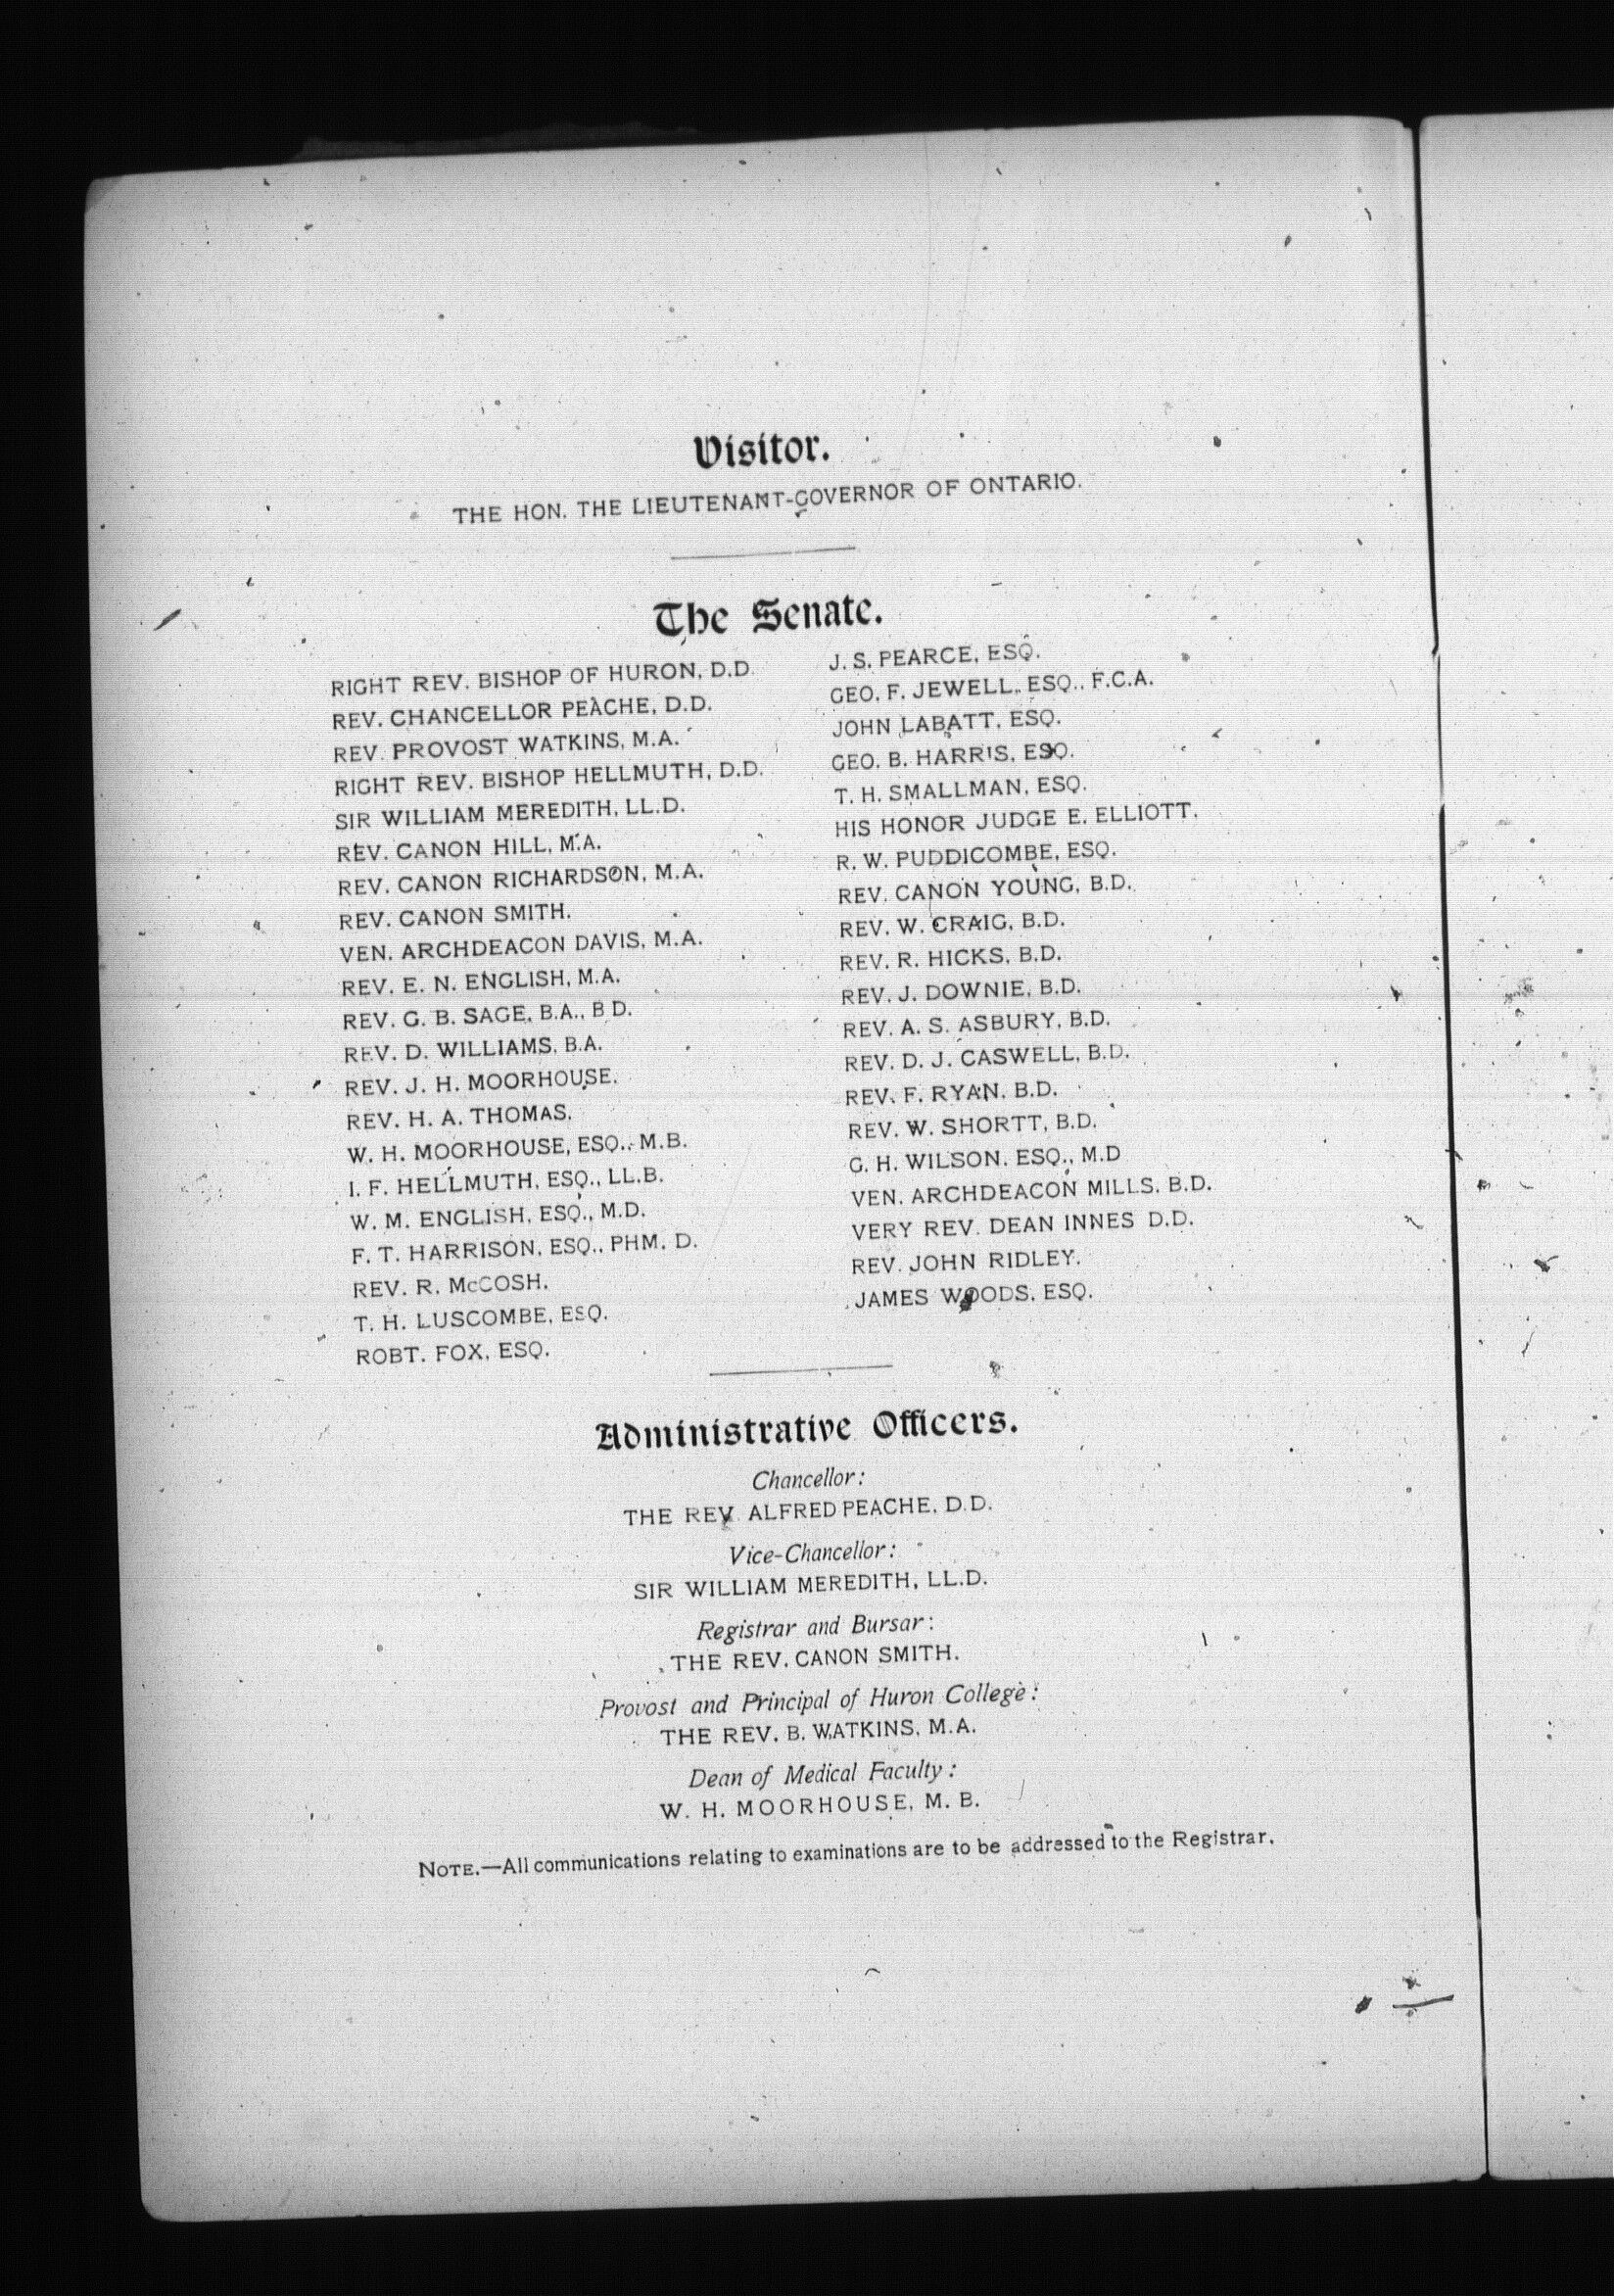 Visitor.
THE HON. THE LIEUTENANT-GOVERNOR OF ONTARIO.
The Senate.
RIGHT REV. BISHOP OF HURON, D.D.
REV. CHANCELLOR PEACHE, D.D.
REV. PROVOST WATKINS, M.A.
RIGHT REV. BISHOP HELLMUTH, D.D.
SIR WILLIAM MEREDITH, LL.D.
REV. CANON HILL, M.A.
REV. CANON RICHARDSON, M.A.
REV. CANON SMITH.
VEN. ARCHDEACON DAVIS, M.A.
REV. E. N. ENGLISH, M.A.
REV. G. B. SAGE, B.A., B D.
REV. D. WILLIAMS, B.A.
REV. J. H. MOORHOUSE.
REV. H. A. THOMAS.
W. H. MOORHOUSE, ESQ., M.B.
I. F. HELLMUTH, ESQ., LL.B.
W. M. ENGLISH, ESQ., M.D.
F. T. HARRISON, ESQ., PHM. D.
REV. R. McCOSH.
T. H. LUSCOMBE, ESQ.
ROBT. FOX, ESQ.
J. S. PEARCE, ESQ.
GEO. F. JEWELL, ESQ., F.C.A.
JOHN LABATT, ESQ.
GEO. B. HARRIS, ESQ.
T. H. SMALLMAN, ESQ.
HIS HONOR JUDGE E. ELLIOTT.
R. W. PUDDICOMBE, ESQ.
REV. CANON YOUNG, B.D.
REV. W. CRAIG, B.D.
REV. R. HICKS, B.D.
REV. J. DOWNIE, B.D.
REV. A. S. ASBURY, B.D.
REV. D. J. CASWELL, B.D.
REV. F. RYAN, B.D.
REV. W. SHORTT, B.D.
G. H. WILSON, ESQ., M.D
VEN. ARCHDEACON MILLS, B.D.
VERY REV. DEAN INNES D.D.
REV. JOHN RIDLEY.
JAMES WOODS, ESQ.
Administrative Officers.
Chancellor:
THE REV. ALFRED PEACHE, D.D.
Vice-Chancellor:
SIR WILLIAM MEREDITH, LL.D.
Registrar and Bursar:
THE REV. CANON SMITH.
Provost and Principal of Huron College:
THE REV. B. WATKINS, M.A.
Dean of Medical Faculty:
W. H. MOORHOUSE, M. B.
NOTE.—All communications relating to examinations are to be addressed to the Registrar.